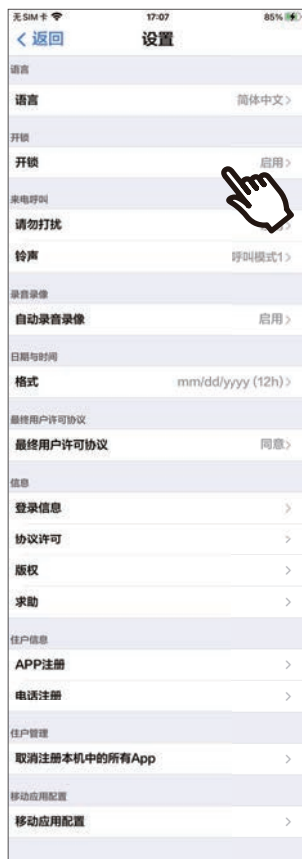 无SIM卡 17:07 85%
返回 设置
语言
语言 简体中文
开锁
开锁 启用
来电呼叫
请勿打扰
铃声 呼叫模式1
录音录像
自动录音录像 启用
日期与时间
格式 mm/dd/yyyy (12h)
最终用户许可协议
最终用户许可协议 同意
信息
登录信息
协议许可
版权
求助
住户信息
APP注册
电话注册
住户管理
取消注册本机中的所有App
移动应用配置
移动应用配置